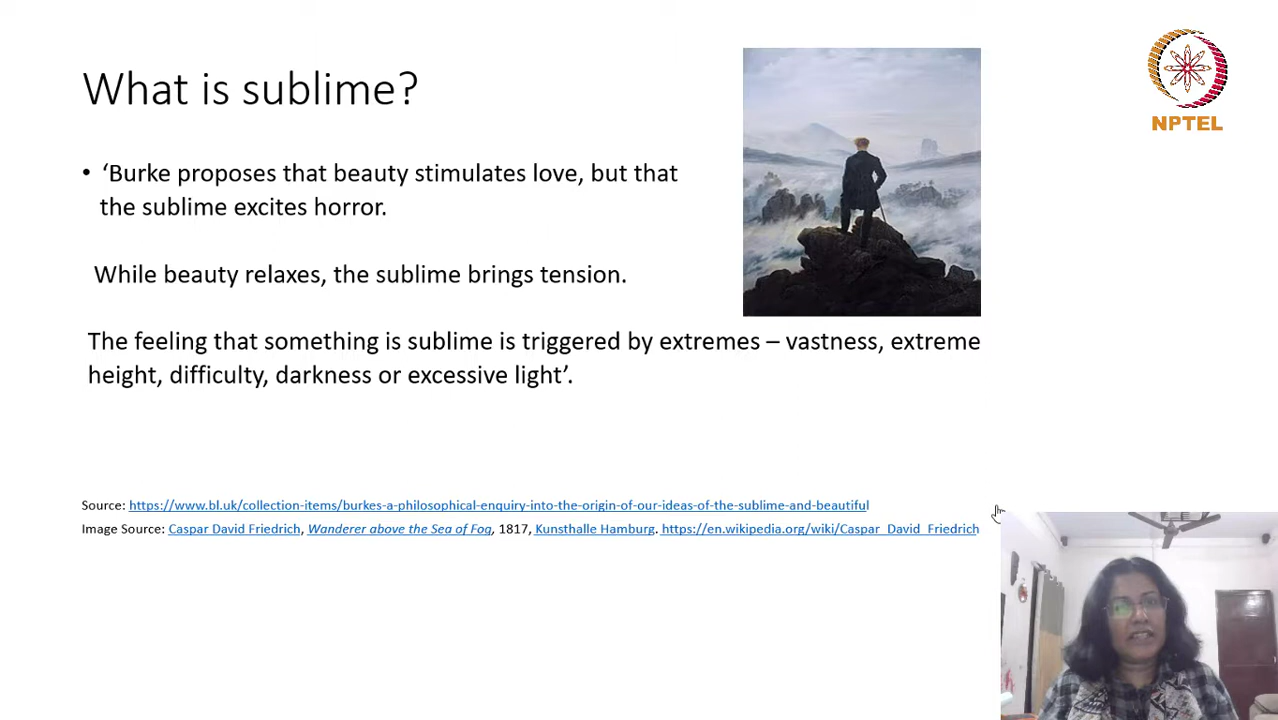 What is sublime?
NPTEL
• ‘Burke proposes that beauty stimulates love, but that
the sublime excites horror.
While beauty relaxes, the sublime brings tension.
The feeling that something is sublime is triggered by extremes – vastness, extreme
height, difficulty, darkness or excessive light’.
Source: https://www.bl.uk/collection-items/burkes-a-philosophical-enquiry-into-the-origin-of-our-ideas-of-the-sublime-and-beautiful
Image Source: Caspar David Friedrich, Wanderer above the Sea of Fog, 1817, Kunsthalle Hamburg. https://en.wikipedia.org/wiki/Caspar_David_Friedrich